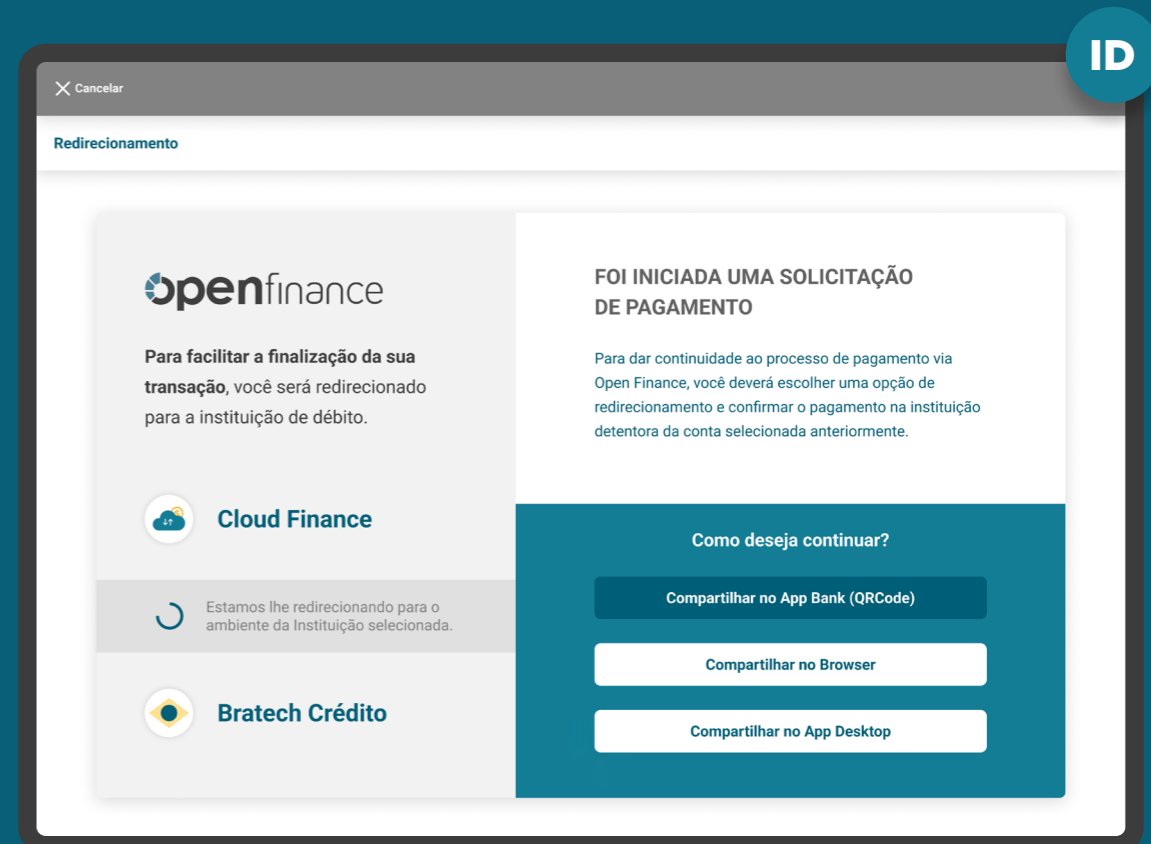 ID
Cancelar
Redirecionamento
openfinance
Para facilitar a finalização da sua
transação, você será redirecionado
para a instituição de débito.
Cloud Finance
Estamos lhe redirecionando para o
ambiente da Instituição selecionada.
Bratech Crédito
FOI INICIADA UMA SOLICITAÇÃO
DE PAGAMENTO
Para dar continuidade ao processo de pagamento via
Open Finance, você deverá escolher uma opção de
redirecionamento e confirmar o pagamento na instituição
detentora da conta selecionada anteriormente.
Como deseja continuar?
Compartilhar no App Bank (QRCode)
Compartilhar no Browser
Compartilhar no App Desktop